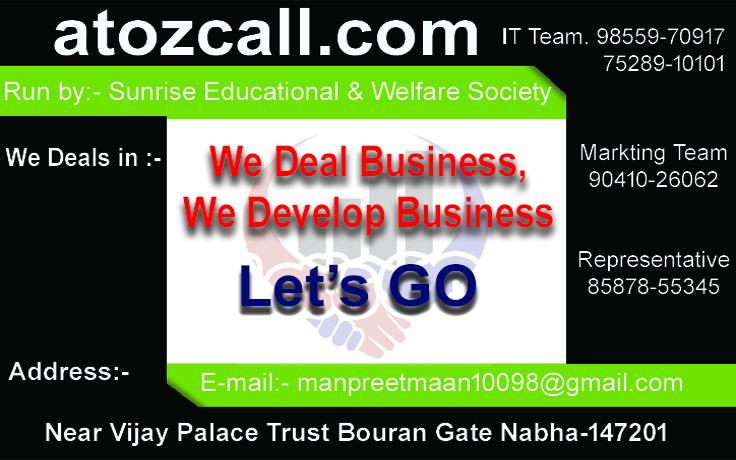 atozcall.com
IT Team. 98559-70917
75289-10101
Run by:- Sunrise Educational & Welfare Society
We Deals in :-
We Deal Business,
We Develop Business
Let's GO
Markting Team
90410-26062
Representative
85878-55345
Address:-
E-mail:- manpreetmaan10098@gmail.com
Near Vijay Palace Trust Bouran Gate Nabha-147201